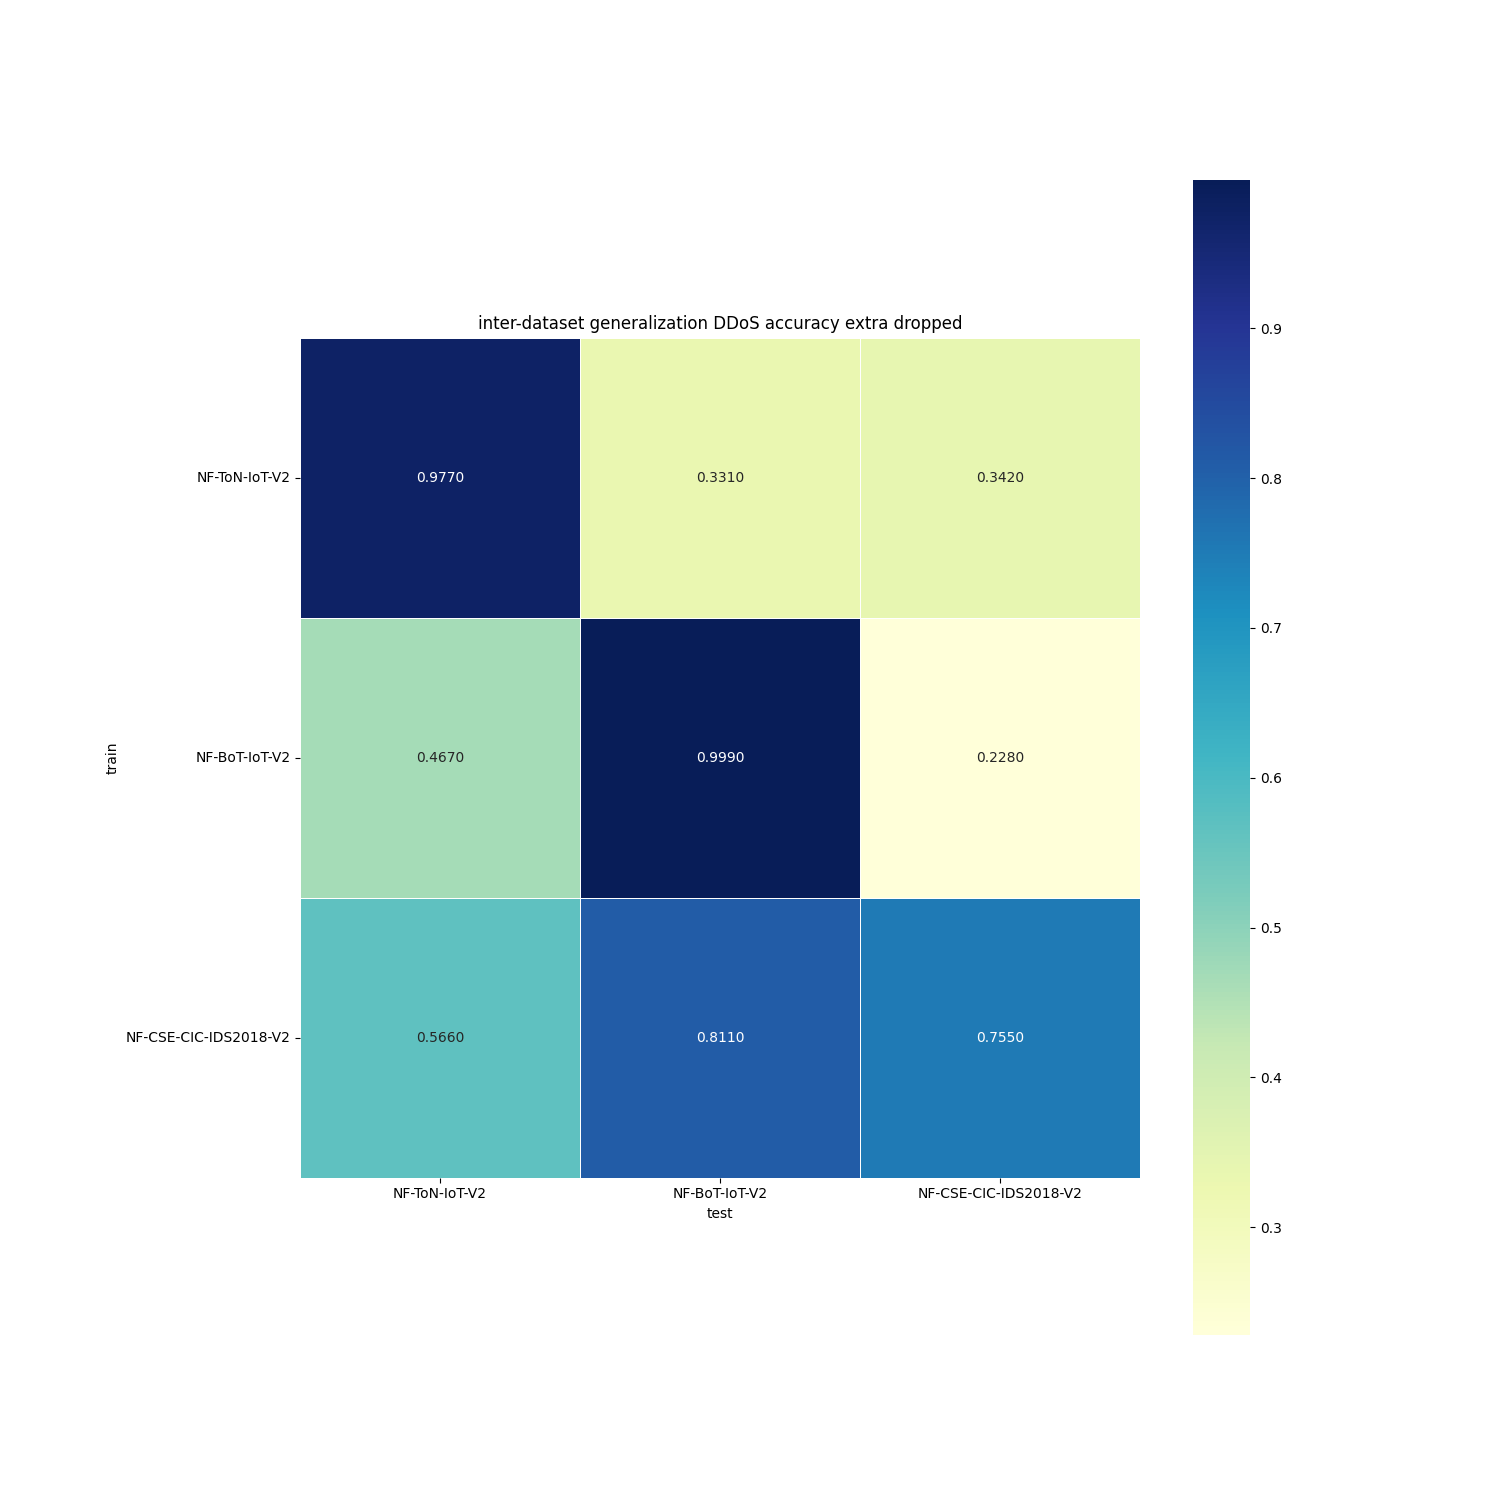 inter-dataset generalization DDoS accuracy extra dropped
train
NF-ToN-IoT-V2
0.9770
0.3310
0.3420
NF-BoT-IoT-V2
0.4670
0.9990
0.2280
NF-CSE-CIC-IDS2018-V2
0.5660
0.8110
0.7550
NF-ToN-IoT-V2
NF-BoT-IoT-V2
NF-CSE-CIC-IDS2018-V2
test
0.9
0.8
0.7
0.6
0.5
0.4
0.3